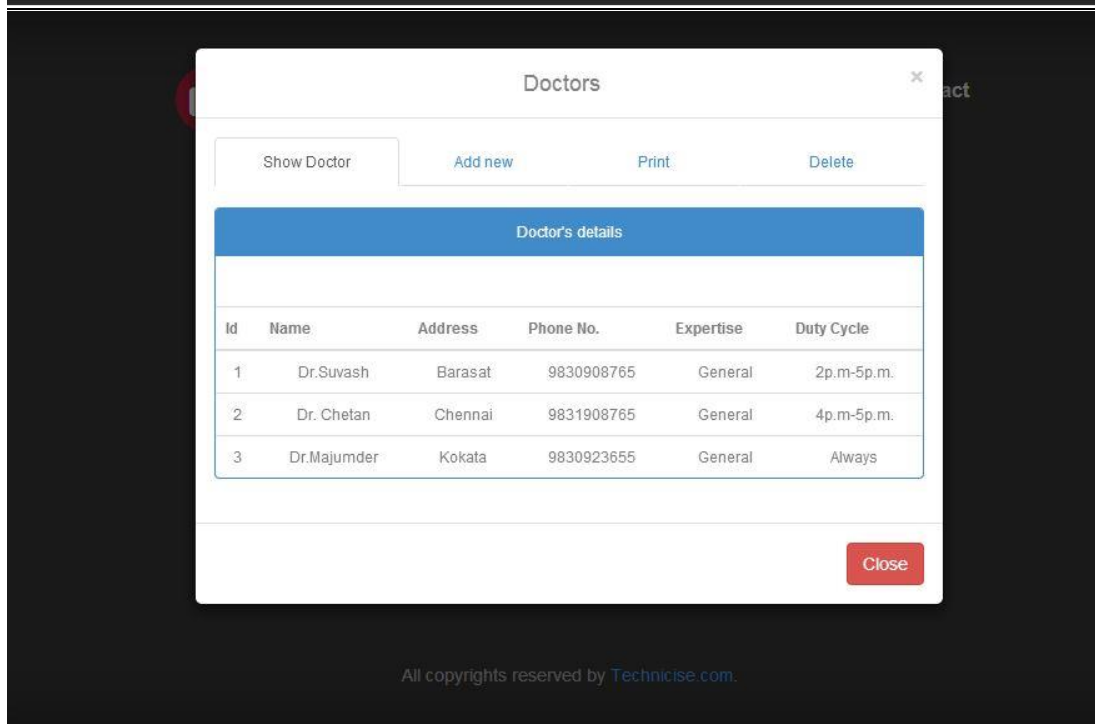 Doctors ×
act
Show Doctor Add new Print Delete
Doctor's details
Id Name Address Phone No. Expertise Duty Cycle
1 Dr.Suvash Barasat 9830908765 General 2p.m-5p.m.
2 Dr. Chetan Chennai 9831908765 General 4p.m-5p.m.
3 Dr.Majumder Kokata 9830923655 General Always
Close
All copyrights reserved by Technicise.com.